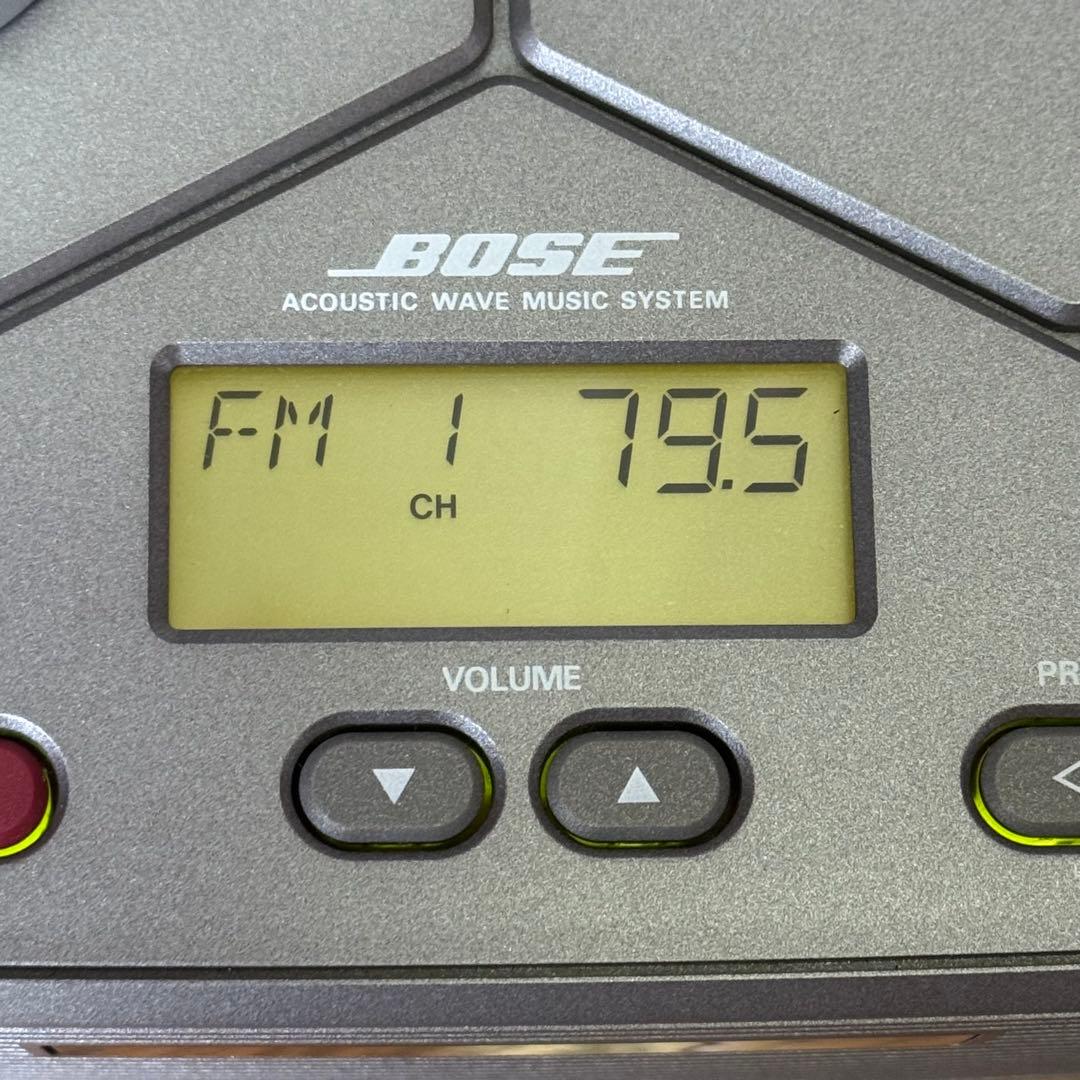 BOSE
ACOUSTIC WAVE MUSIC SYSTEM
FM 1 79.5
CH
VOLUME